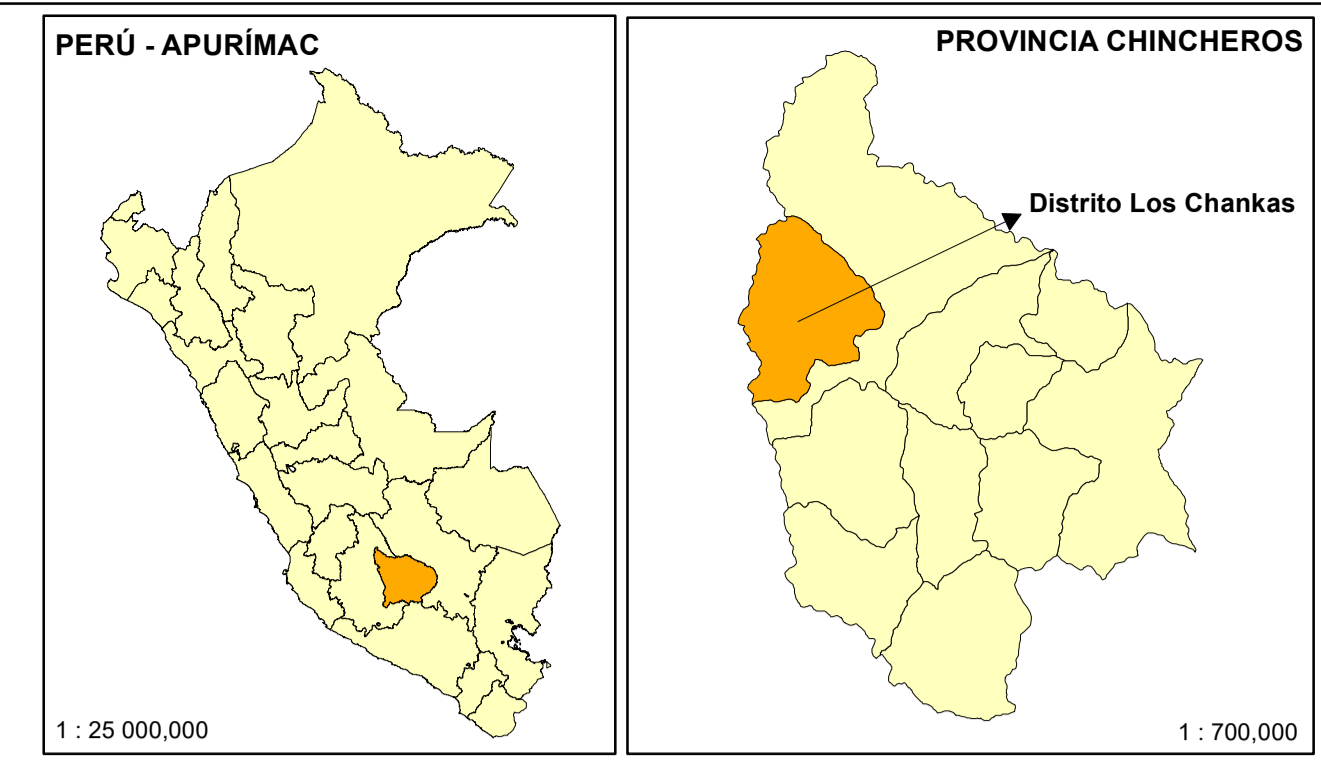 PERÚ - APURÍMAC
1 : 25 000,000
PROVINCIA CHINCHEROS
Distrito Los Chankas
1 : 700,000